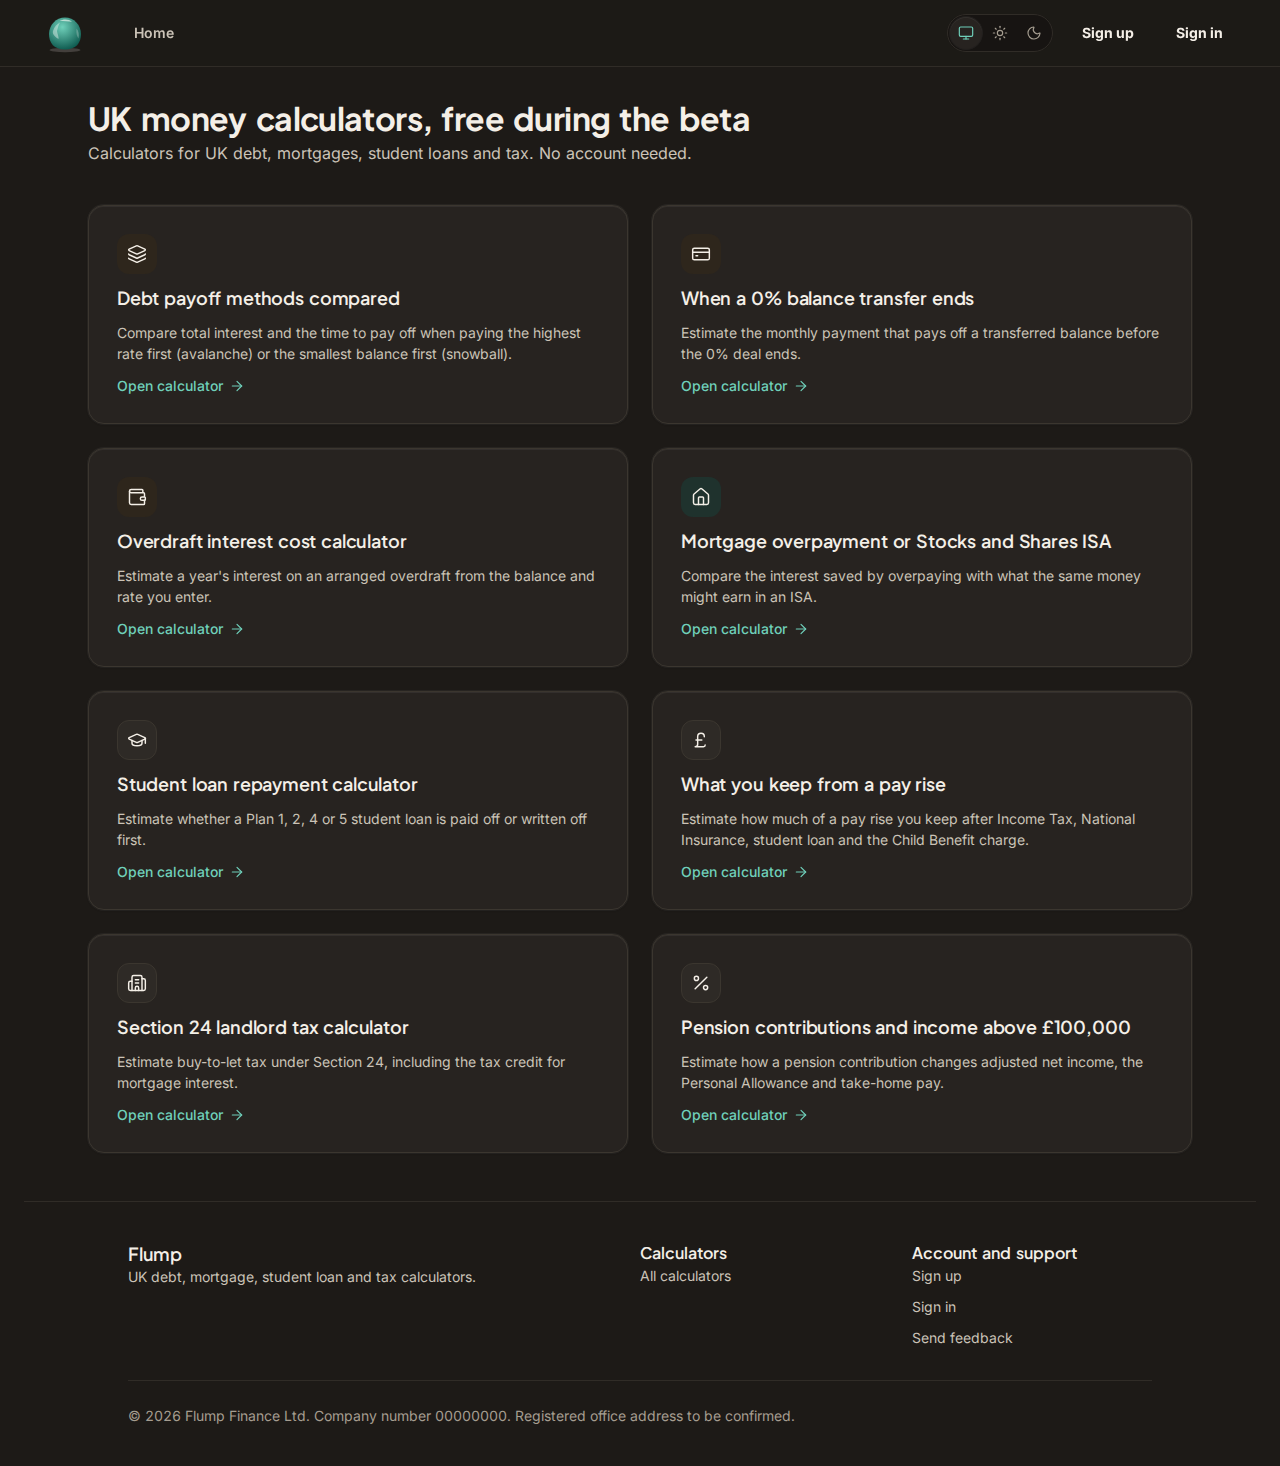 Home
Sign up
Sign in
UK money calculators, free during the beta
Calculators for UK debt, mortgages, student loans and tax. No account needed.
Debt payoff methods compared
Compare total interest and the time to pay off when paying the highest
rate first (avalanche) or the smallest balance first (snowball).
Open calculator
When a 0% balance transfer ends
Estimate the monthly payment that pays off a transferred balance before
the 0% deal ends.
Open calculator
Overdraft interest cost calculator
Estimate a year's interest on an arranged overdraft from the balance and
rate you enter.
Open calculator
Mortgage overpayment or Stocks and Shares ISA
Compare the interest saved by overpaying with what the same money
might earn in an ISA.
Open calculator
Student loan repayment calculator
Estimate whether a Plan 1, 2, 4 or 5 student loan is paid off or written off
first.
Open calculator
What you keep from a pay rise
Estimate how much of a pay rise you keep after Income Tax, National
Insurance, student loan and the Child Benefit charge.
Open calculator
Section 24 landlord tax calculator
Estimate buy-to-let tax under Section 24, including the tax credit for
mortgage interest.
Open calculator
Pension contributions and income above £100,000
Estimate how a pension contribution changes adjusted net income, the
Personal Allowance and take-home pay.
Open calculator
Flump
UK debt, mortgage, student loan and tax calculators.
Calculators
All calculators
Account and support
Sign up
Sign in
Send feedback
© 2026 Flump Finance Ltd. Company number 00000000. Registered office address to be confirmed.